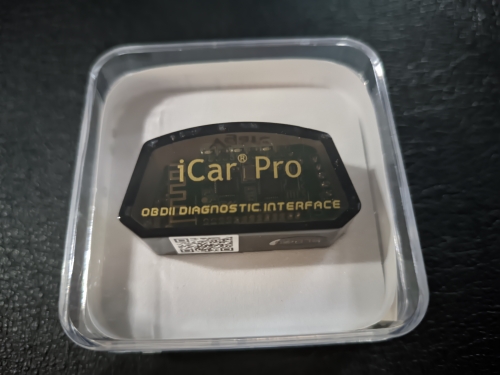 iCar® Pro
OBDII DIAGNOSTIC INTERFACE